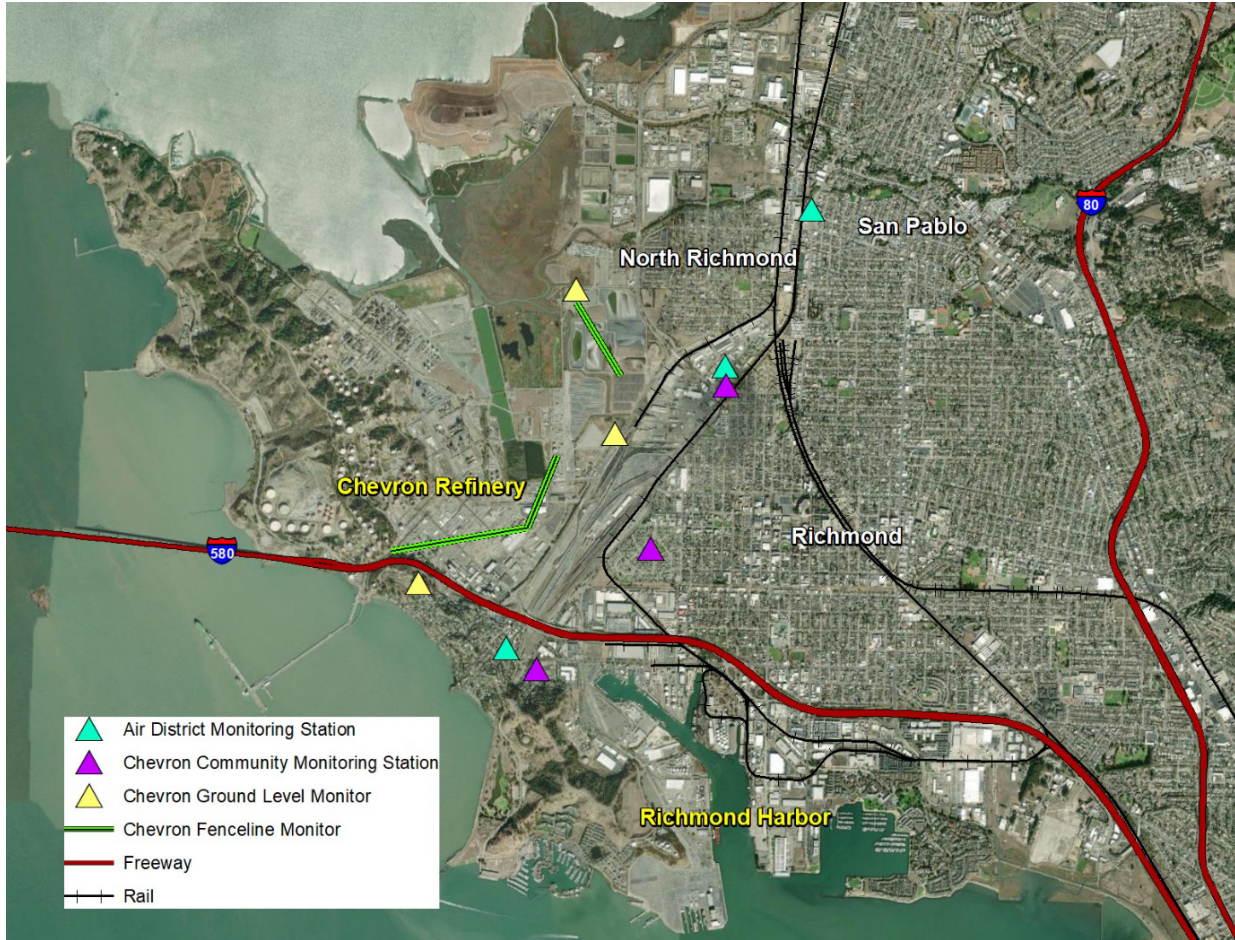 80
San Pablo
North Richmond
Chevron Refinery
Richmond
580
Air District Monitoring Station
Chevron Community Monitoring Station
Chevron Ground Level Monitor
Chevron Fenceline Monitor
Freeway
Rail
Richmond Harbor